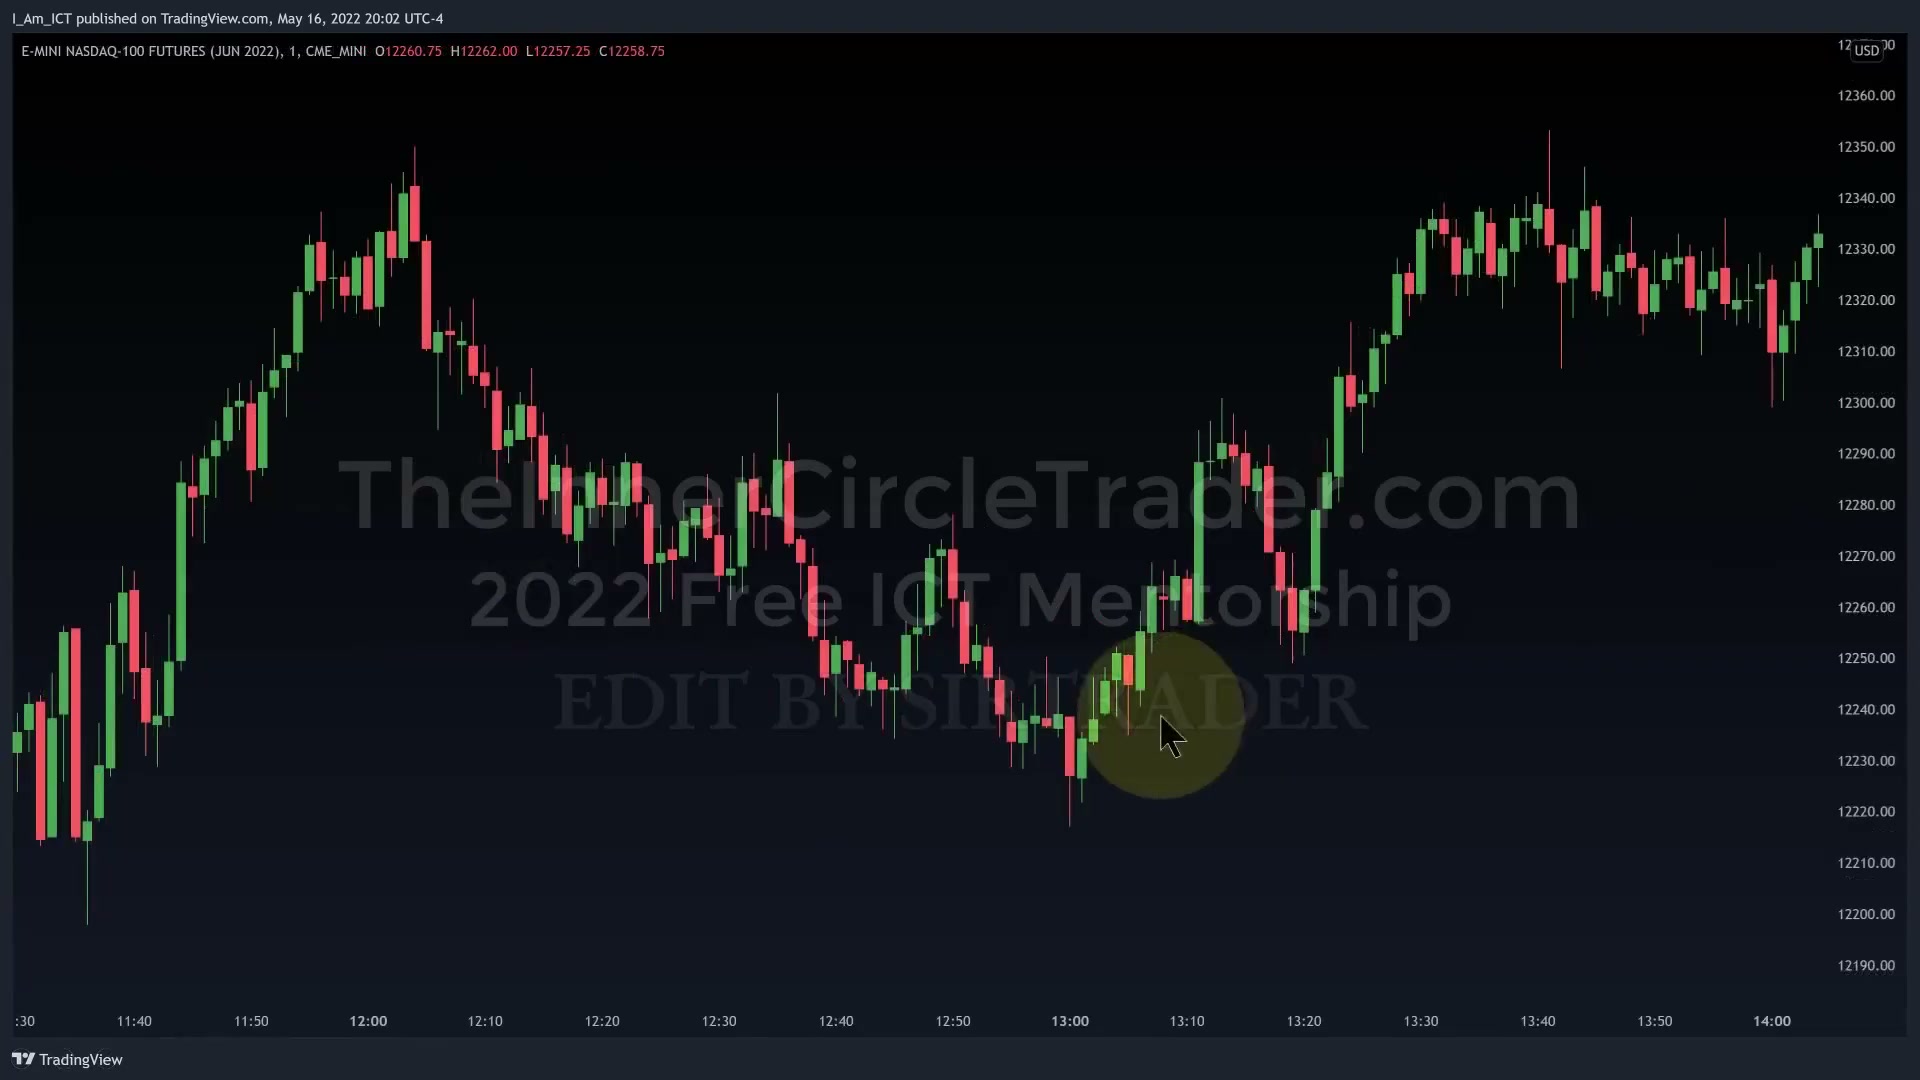 I_Am_ICT published on TradingView.com, May 16, 2022 20:02 UTC-4
E-MINI NASDAQ-100 FUTURES (JUN 2022), 1, CME_MINI O12260.75 H12262.00 L12257.25 C12258.75
USD
12360.00
12350.00
12340.00
12330.00
12320.00
12310.00
12300.00
12290.00
12280.00
12270.00
12260.00
12250.00
12240.00
12230.00
12220.00
12210.00
12200.00
12190.00
TheInnerCircleTrader.com
2022 Free ICT Mentorship
EDIT BY SIRTRADER
:30 11:40 11:50 12:00 12:10 12:20 12:30 12:40 12:50 13:00 13:10 13:20 13:30 13:40 13:50 14:00
TradingView